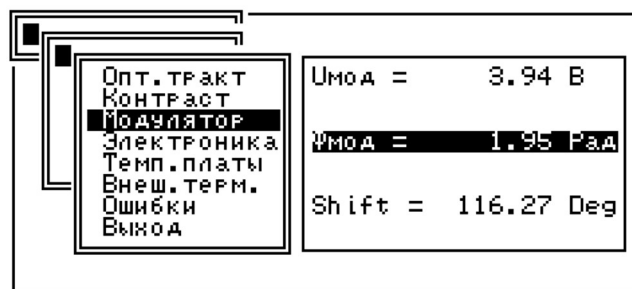 Опт.тракт
Контраст
Модулятор
Электроника
Темп.платы
Внеш.терм.
Ошибки
Выход
Uмод = 3.94 В
Ψмод = 1.95 Рад
Shift = 116.27 Deg